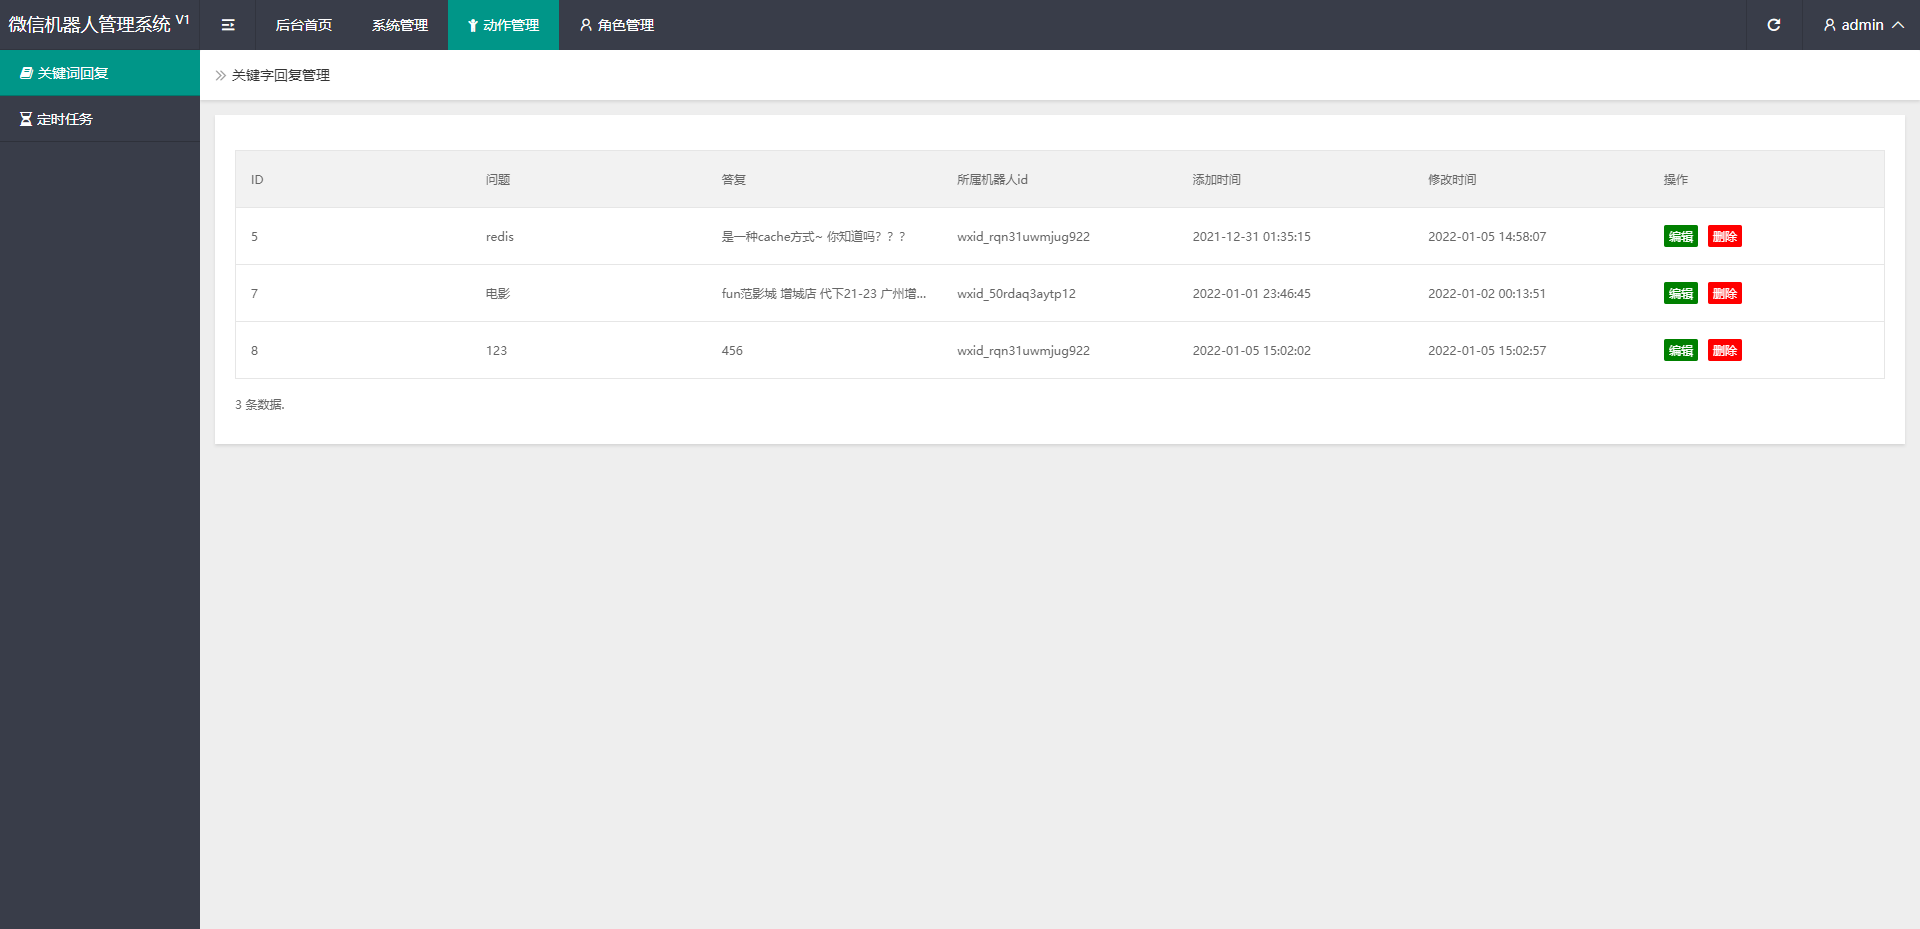 微信机器人管理系统 V1 后台首页 系统管理 动作管理 角色管理 admin
关键词回复
定时任务
关键字回复管理
ID 问题 答复 所属机器人id 添加时间 修改时间 操作
5 redis 是一种cache方式~ 你知道吗？？？ wxid_rqn31uwmjug922 2021-12-31 01:35:15 2022-01-05 14:58:07 编辑 删除
7 电影 fun范影城 增城店 代下21-23 广州增... wxid_50rdaq3aytp12 2022-01-01 23:46:45 2022-01-02 00:13:51 编辑 删除
8 123 456 wxid_rqn31uwmjug922 2022-01-05 15:02:02 2022-01-05 15:02:57 编辑 删除
3 条数据.